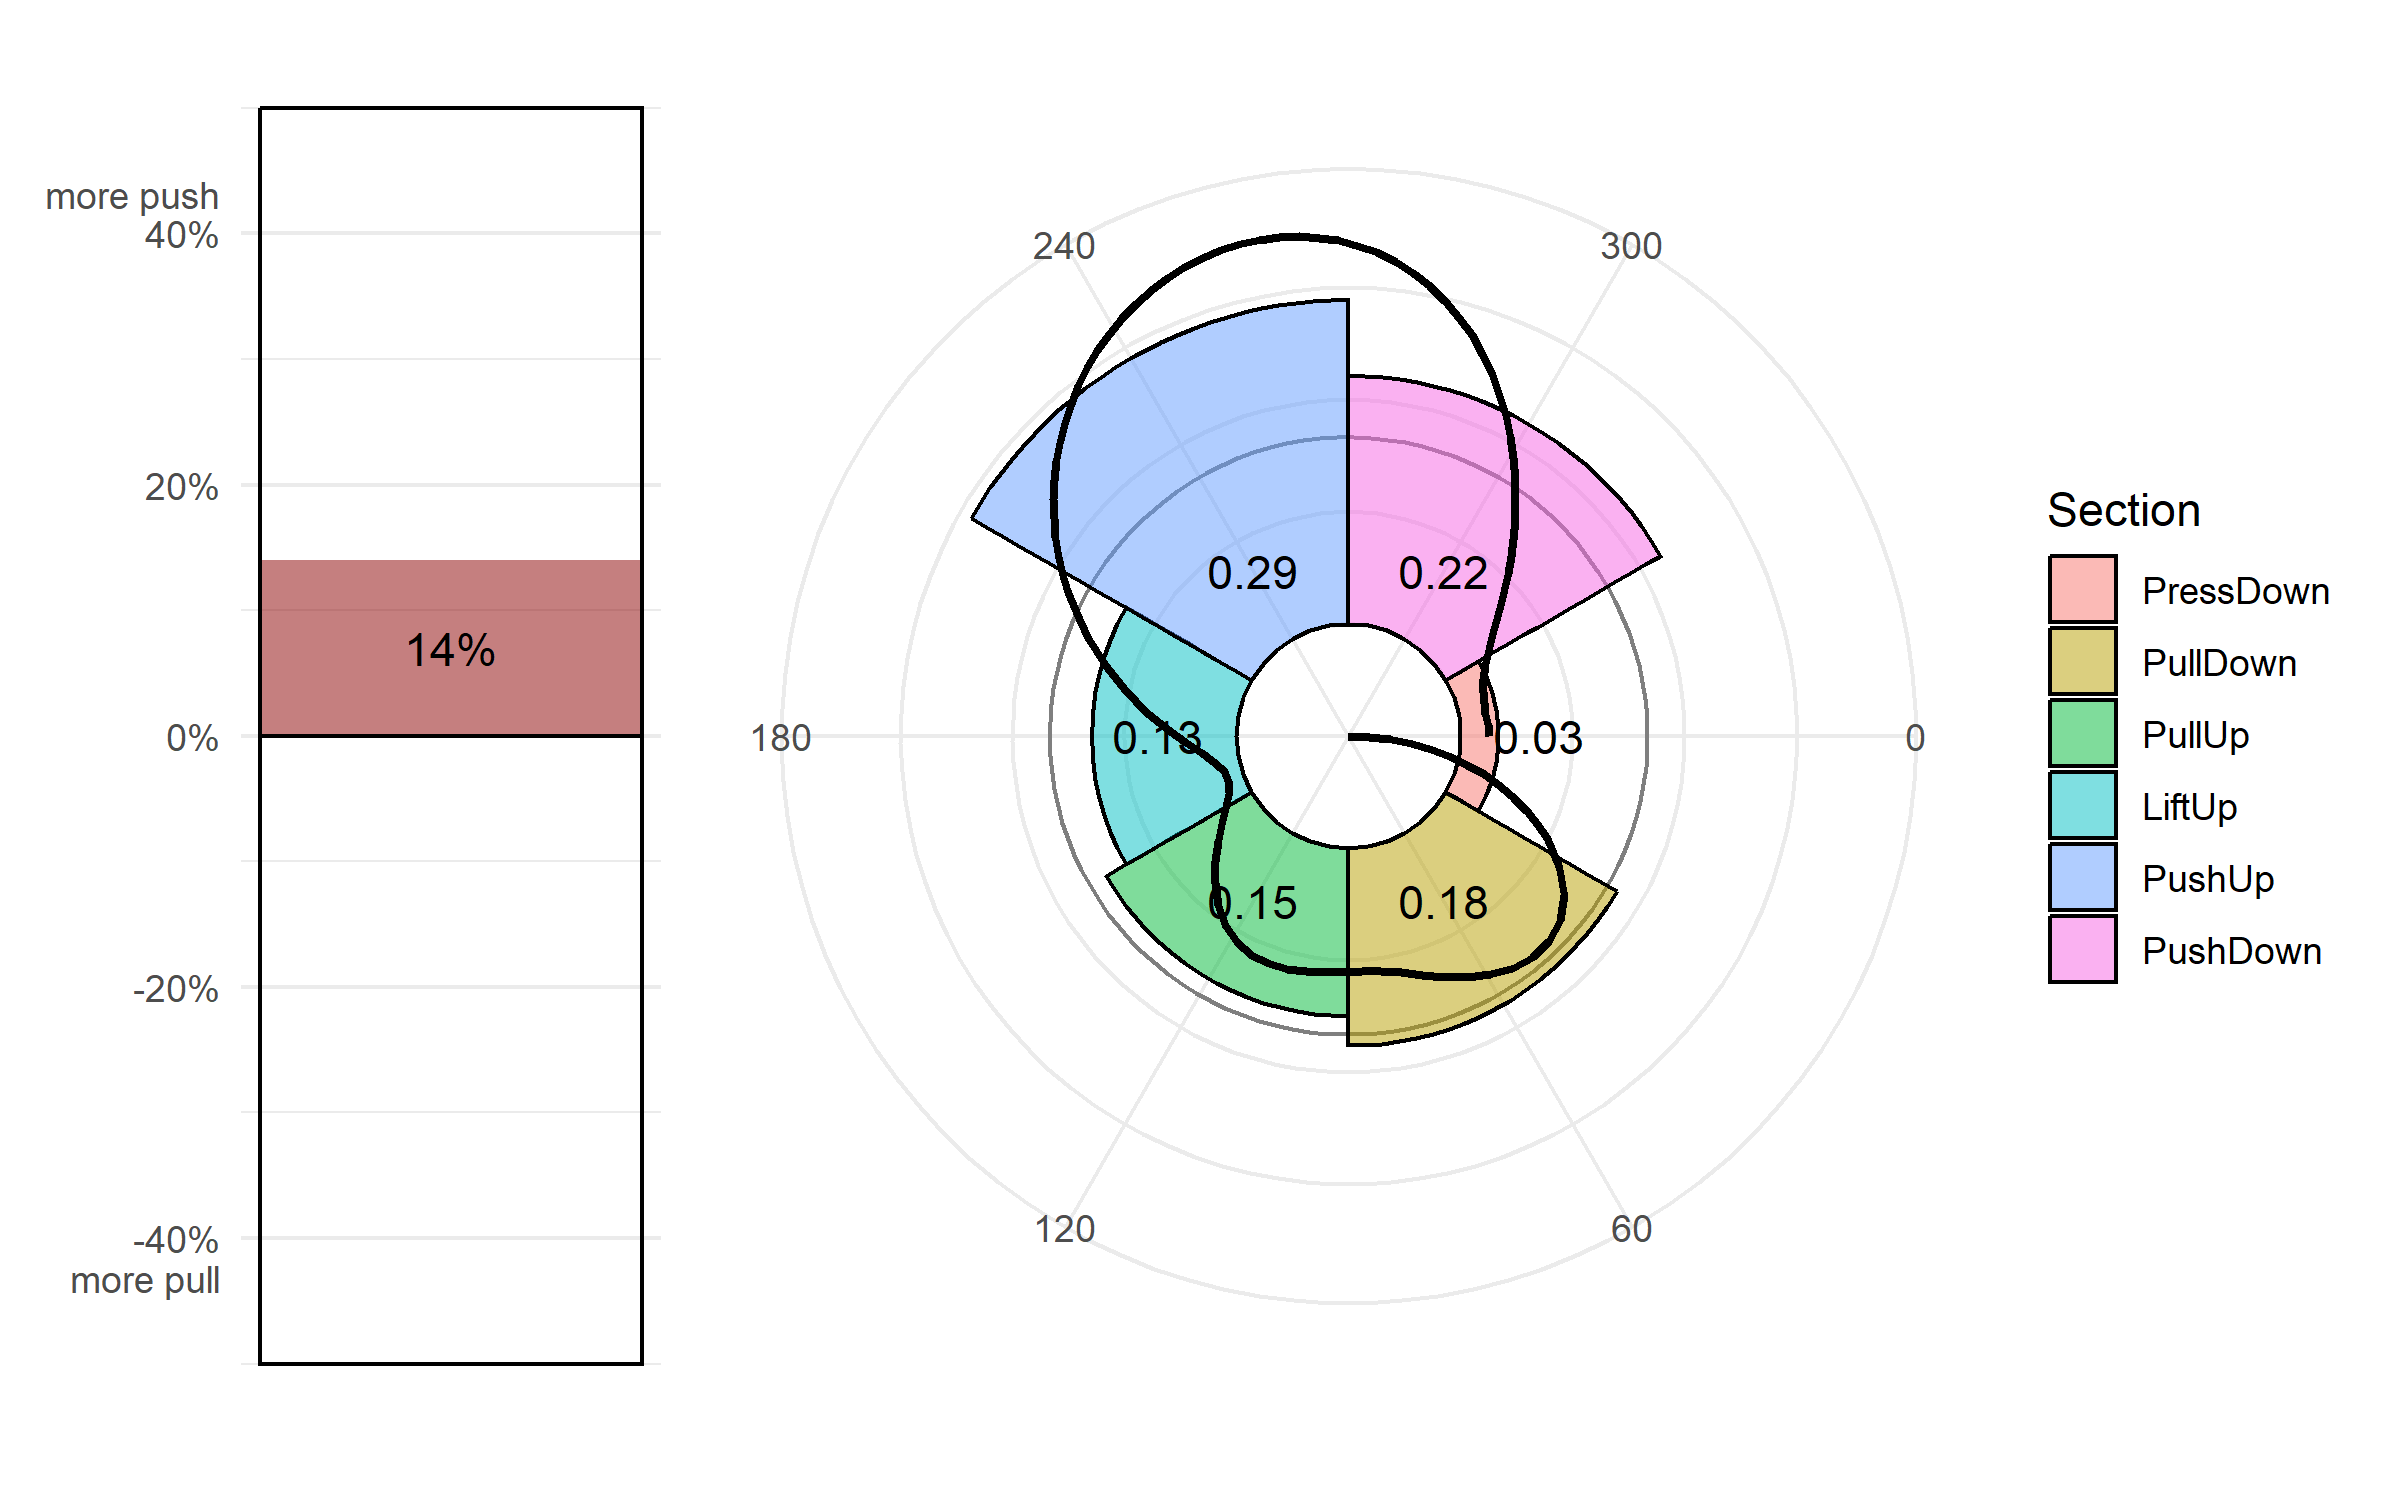 more push
40%
20%
14%
0%
-20%
-40%
more pull
240
300
0.29
0.22
180
0.13
0.03
0
0.15
0.18
120
60
Section
PressDown
PullDown
PullUp
LiftUp
PushUp
PushDown